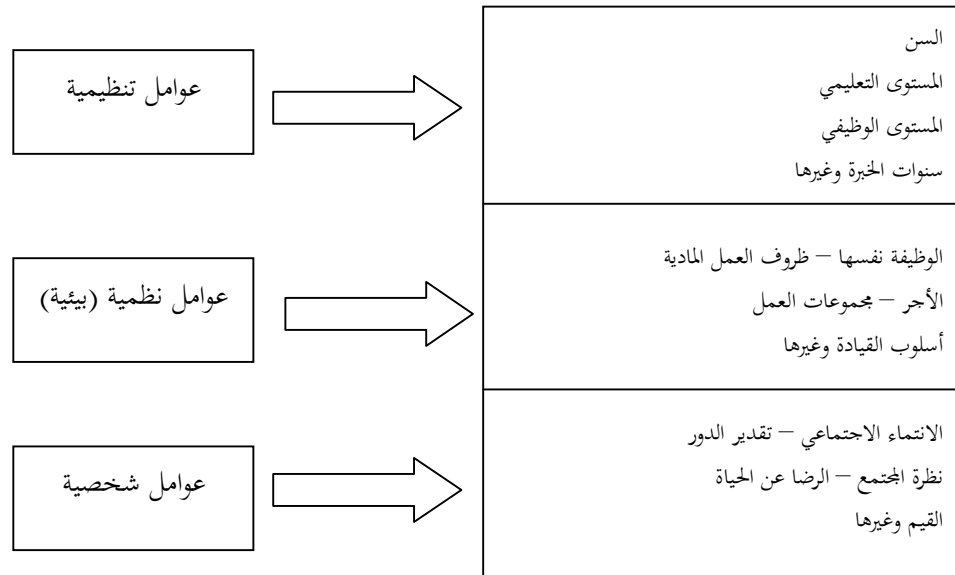 السن
المستوى التعليمي
المستوى الوظيفي
سنوات الخبرة وغيرها
عوامل تنظيمية
الوظيفة نفسها – ظروف العمل المادية
الأجر – مجموعات العمل
أسلوب القيادة وغيرها
عوامل نظمية (بيئية)
الانتماء الاجتماعي – تقدير الدور
نظرة المجتمع – الرضا عن الحياة
القيم وغيرها
عوامل شخصية